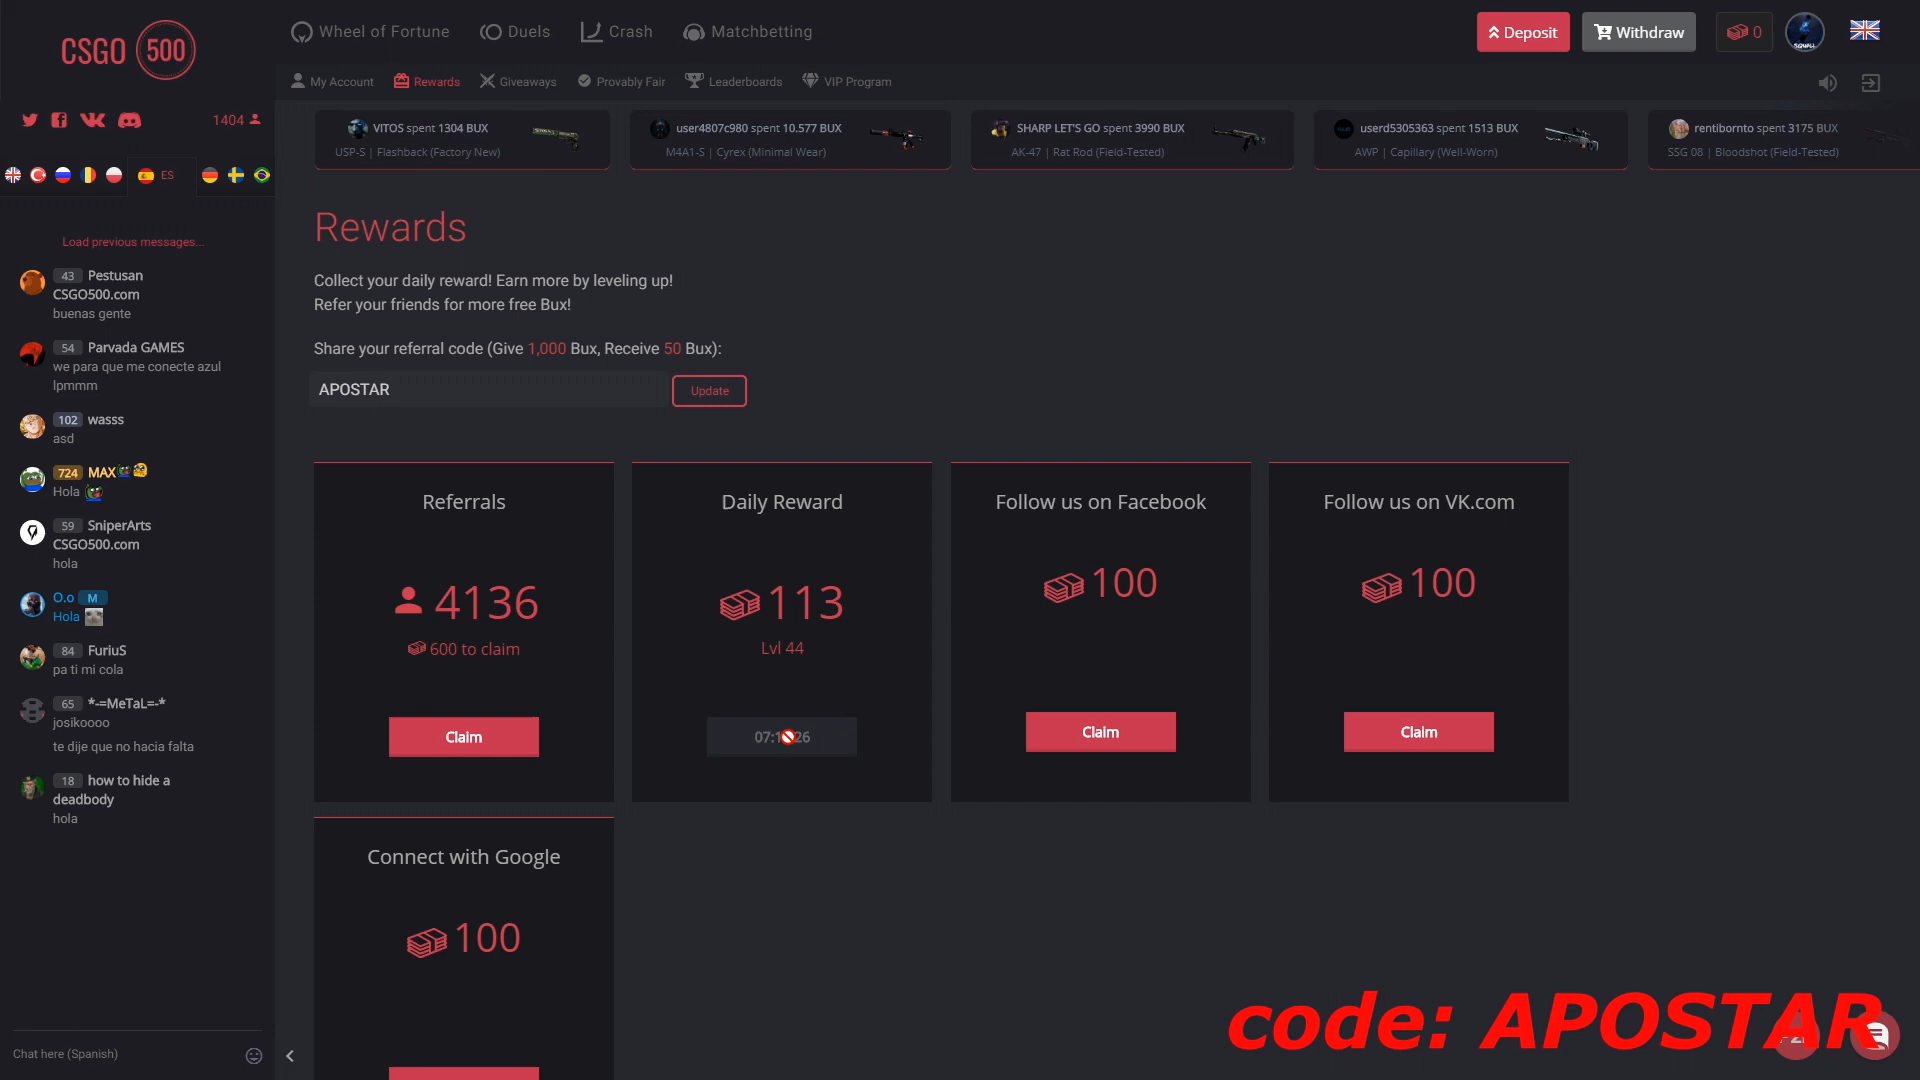 CSGO 500
Wheel of Fortune
Duels
Crash
Matchbetting
Deposit
Withdraw
0
My Account
Rewards
Giveaways
Provably Fair
Leaderboards
VIP Program
1404
ES
VITOS spent 1304 BUX
USP-S | Flashback (Factory New)
user4807c980 spent 10.577 BUX
M4A1-S | Cyrex (Minimal Wear)
SHARP LET'S GO spent 3990 BUX
AK-47 | Rat Rod (Field-Tested)
userd5305363 spent 1513 BUX
AWP | Capillary (Well-Worn)
rentibornto spent 3175 BUX
SSG 08 | Bloodshot (Field-Tested)
Load previous messages...
43 Pestusan
CSGO500.com
buenas gente
54 Parvada GAMES
we para que me conecte azul
lpmmm
102 wasss
asd
724 MAX
Hola
59 SniperArts
CSGO500.com
hola
O.o M
Hola
84 FuriuS
pa ti mi cola
65 *-=MeTaL=-*
josikoooo
te dije que no hacia falta
18 how to hide a
deadbody
hola
Chat here (Spanish)
Rewards
Collect your daily reward! Earn more by leveling up!
Refer your friends for more free Bux!
Share your referral code (Give 1,000 Bux, Receive 50 Bux):
APOSTAR
Update
Referrals
4136
600 to claim
Claim
Daily Reward
113
Lvl 44
Follow us on Facebook
100
Claim
Follow us on VK.com
100
Claim
Connect with Google
100
code: APOSTAR